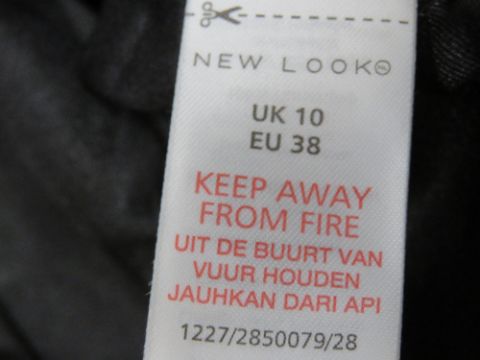 NEW LOOK
UK 10
EU 38
KEEP AWAY
FROM FIRE
UIT DE BUURT VAN
VUUR HOUDEN
JAUHKAN DARI API
1227/2850079/28